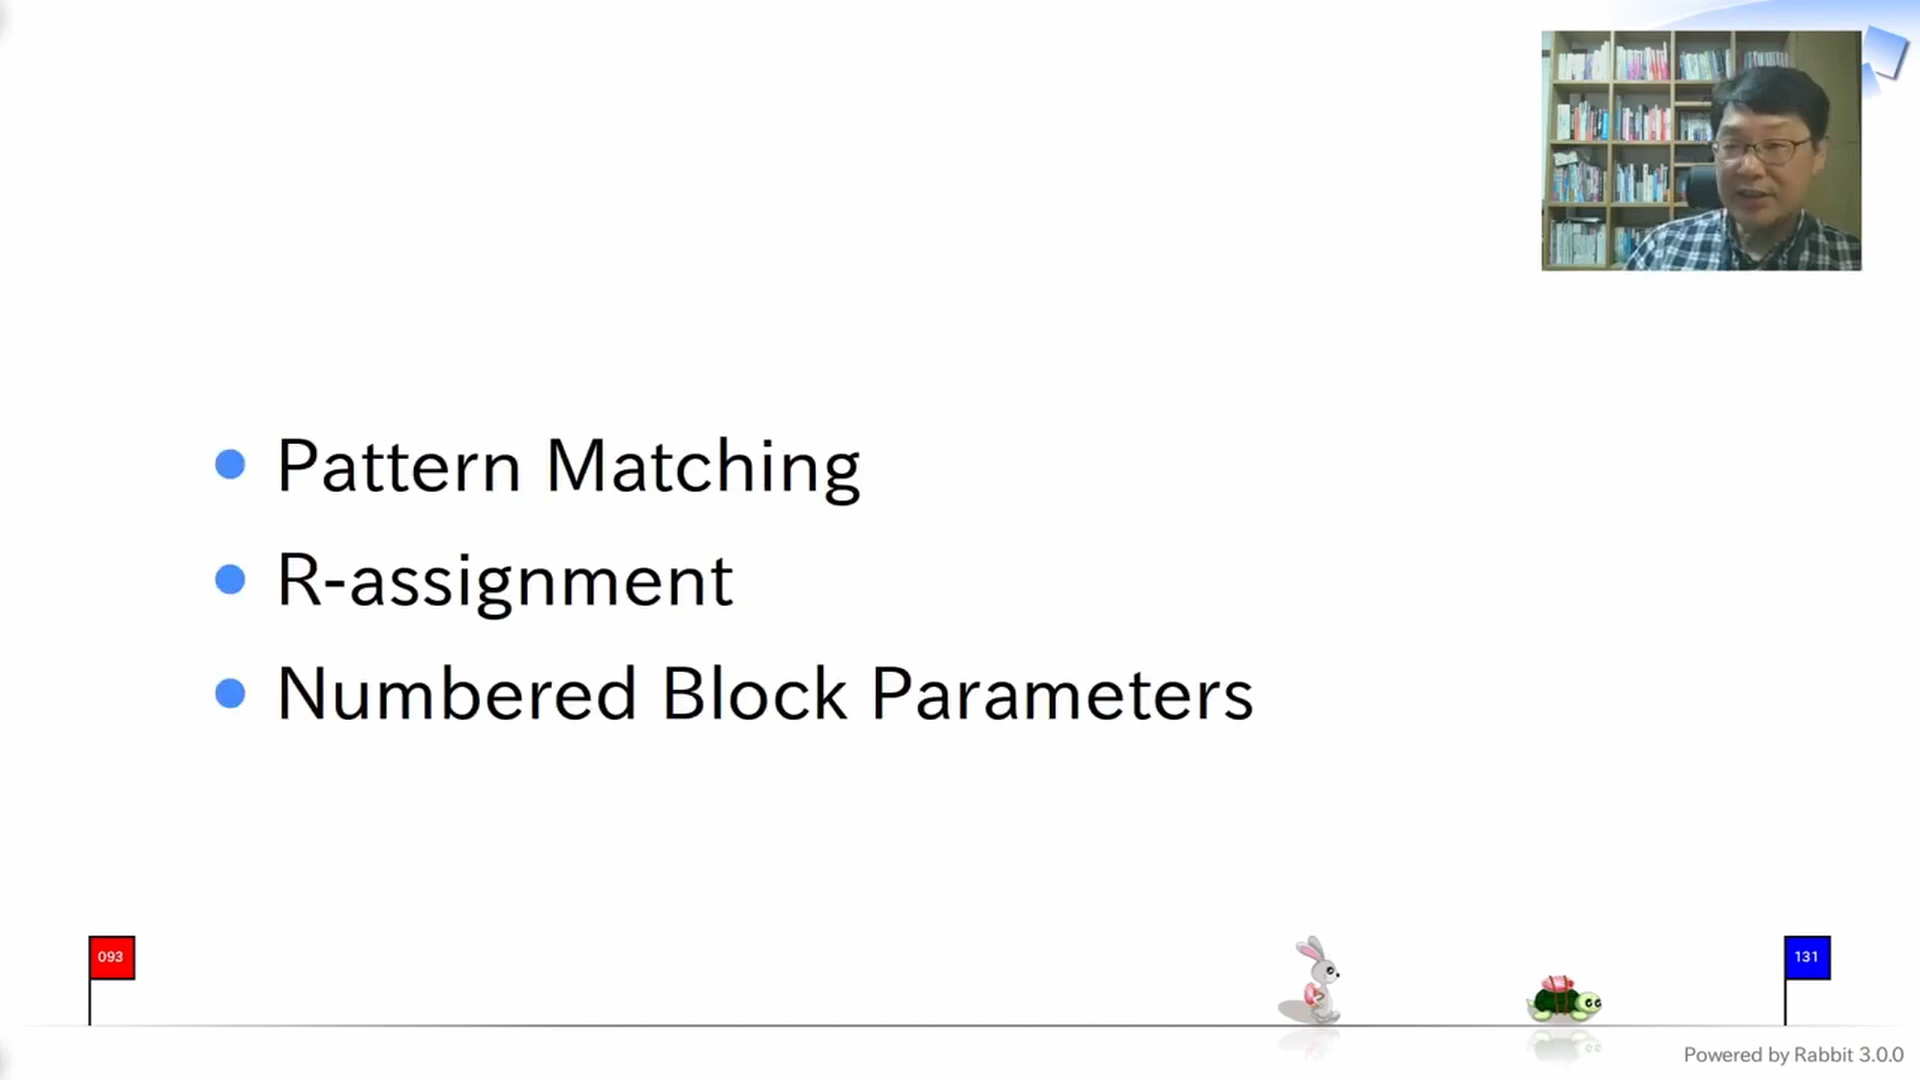 Pattern Matching
R-assignment
Numbered Block Parameters
093
131
Powered by Rabbit 3.0.0